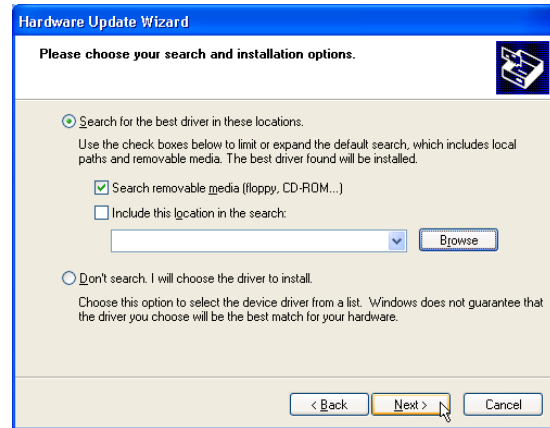 Hardware Update Wizard
Please choose your search and installation options.
Search for the best driver in these locations.
Use the check boxes below to limit or expand the default search, which includes local
paths and removable media. The best driver found will be installed.
Search removable media (floppy, CD-ROM...)
Include this location in the search:
Browse
Don't search. I will choose the driver to install.
Choose this option to select the device driver from a list. Windows does not guarantee that
the driver you choose will be the best match for your hardware.
< Back Next > Cancel